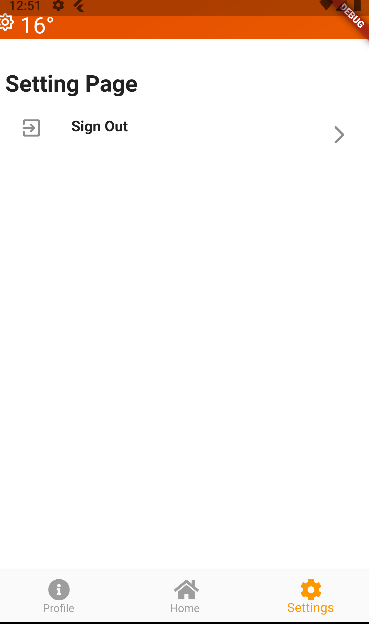 12:51
DEBUG
16°
Setting Page
Sign Out
Profile
Home
Settings